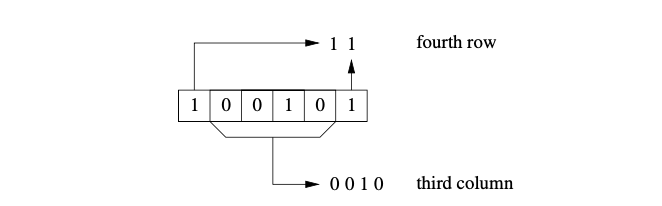 1 1 fourth row
1 0 0 1 0 1
0 0 1 0 third column